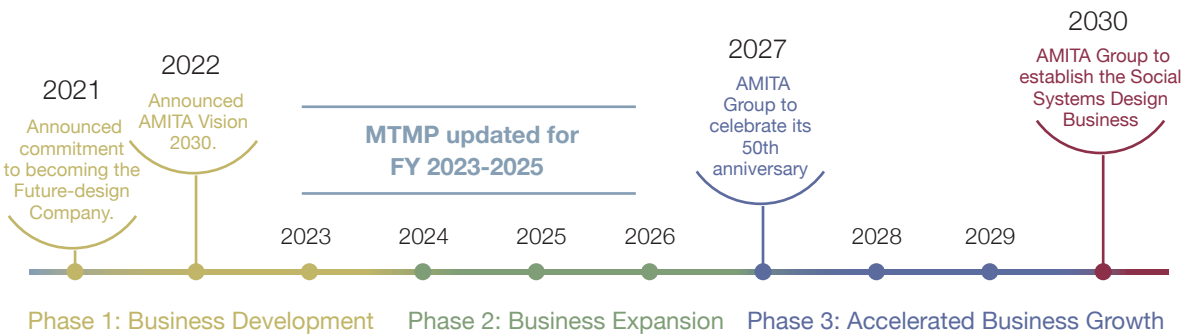 2021
Announced
commitment
to becoming the
Future-design
Company.
2022
Announced
AMITA Vision
2030.
MTMP updated for
FY 2023-2025
2027
AMITA
Group to
celebrate its
50th
anniversary
2030
AMITA Group to
establish the Social
Systems Design
Business
2023
2024
2025
2026
2028
2029
Phase 1: Business Development
Phase 2: Business Expansion
Phase 3: Accelerated Business Growth